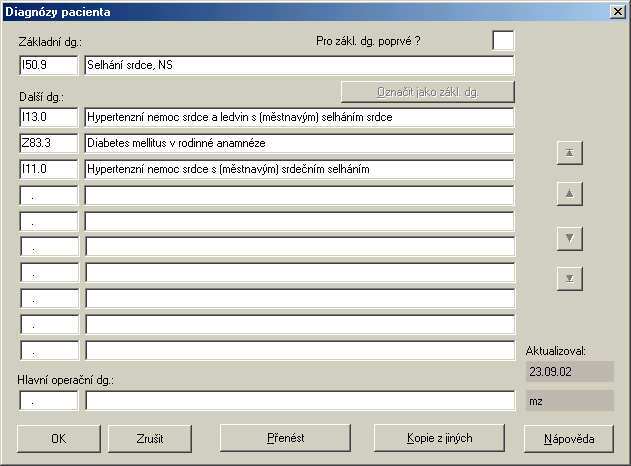 Diagnózy pacienta
Základní dg.:
Pro zákl. dg. poprvé ?
I50.9 Selhání srdce, NS
Označit jako zákl. dg.
Další dg.:
I13.0 Hypertenzní nemoc srdce a ledvin s (městnavým) selháním srdce
Z83.3 Diabetes mellitus v rodinné anamnéze
I11.0 Hypertenzní nemoc srdce s (městnavým) srdečním selháním
.
.
.
.
.
.
.
Aktualizoval:
23.09.02
Hlavní operační dg.:
.
mz
OK Zrušit Přenést Kopie z jiných Nápověda